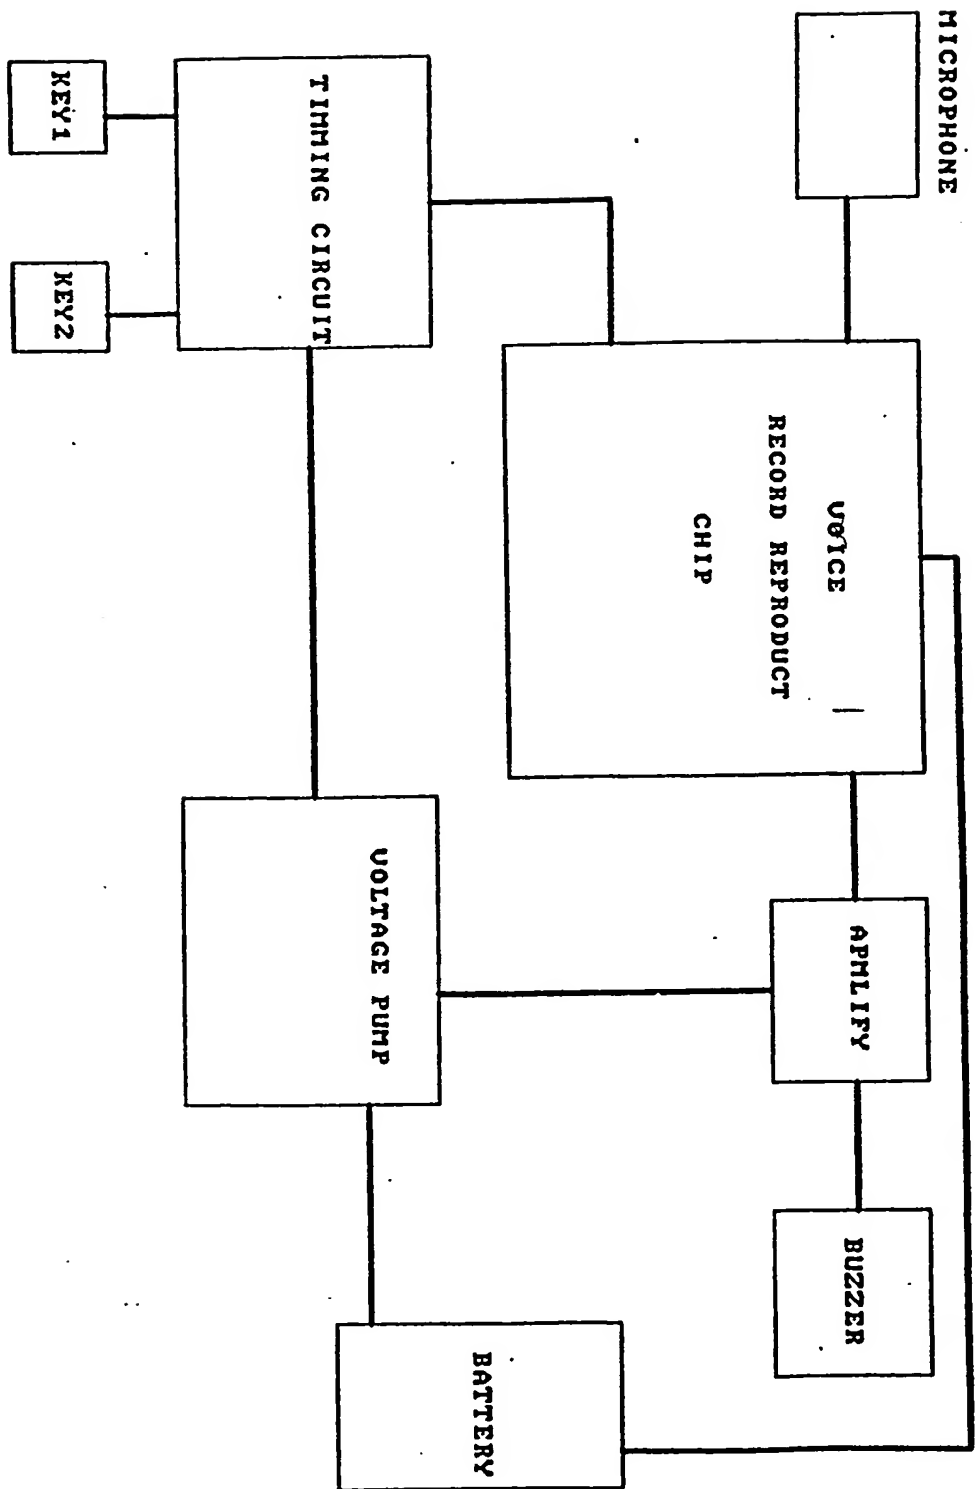 MICROPHONE
VOICE
RECORD REPRODUCT
CHIP
APMLIFY
BUZZER
TIMMING CIRCUIT
VOLTAGE PUMP
BATTERY
KEY1
KEY2